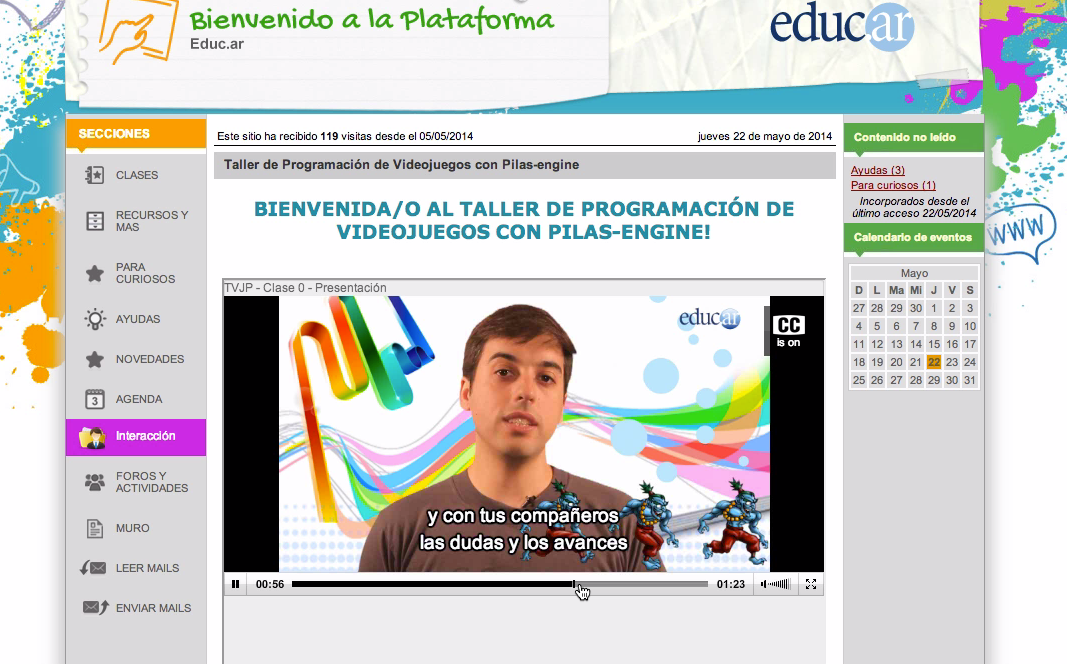 Bienvenido a la Plataforma
Educ.ar
educ.ar
SECCIONES
CLASES
RECURSOS Y
MAS
PARA
CURIOSOS
AYUDAS
NOVEDADES
3
AGENDA
Interacción
FOROS Y
ACTIVIDADES
MURO
LEER MAILS
ENVIAR MAILS
Este sitio ha recibido 119 visitas desde el 05/05/2014
jueves 22 de mayo de 2014
Taller de Programación de Videojuegos con Pilas-engine
BIENVENIDA/O AL TALLER DE PROGRAMACIÓN DE
VIDEOJUEGOS CON PILAS-ENGINE!
TVJP - Clase 0 - Presentación
educ.ar
CC
is on
y con tus compañeros
las dudas y los avances
00:56
01:23
Contenido no leído
Ayudas (3)
Para curiosos (1)
Incorporados desde el
último acceso 22/05/2014
Calendario de eventos
Mayo
D L Ma Mi J V S
27 28 29 30 1 2 3
4 5 6 7 8 9 10
11 12 13 14 15 16 17
18 19 20 21 22 23 24
25 26 27 28 29 30 31
WWW